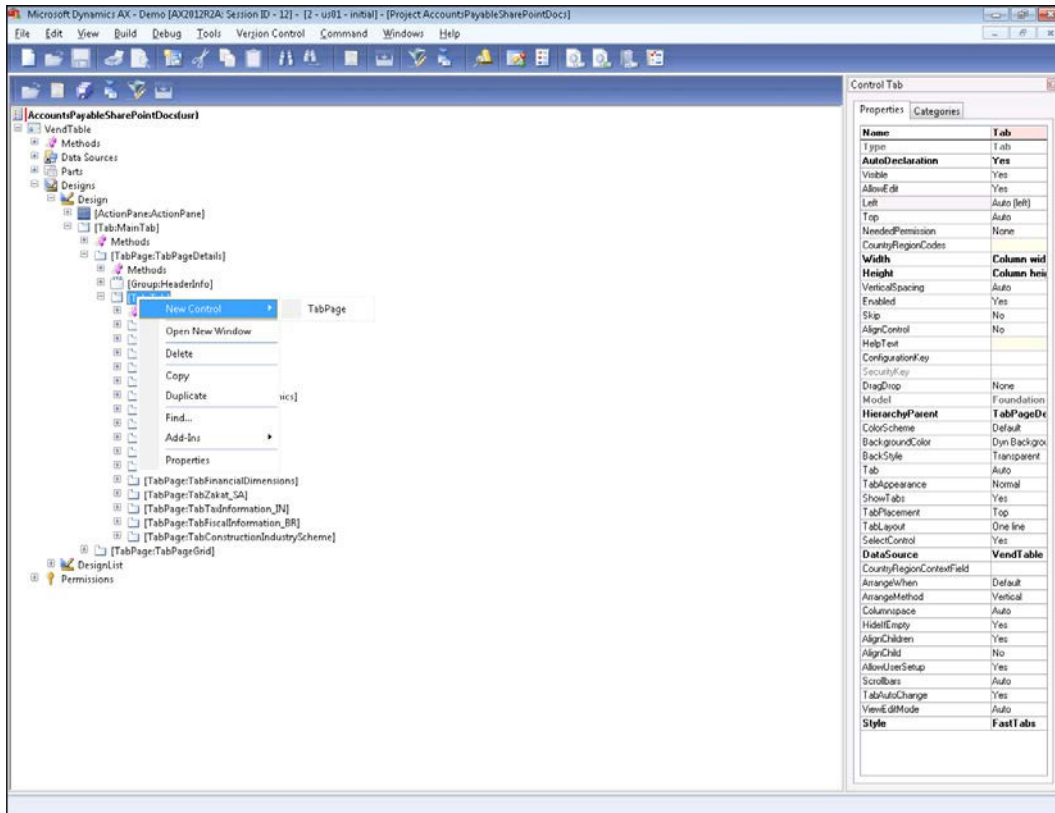 Microsoft Dynamics AX - Demo [AX2012R2A: Session ID - 12] - [2 - us01 - initial] - [Project AccountsPayableSharePointDocs]
File Edit View Build Debug Tools Version Control Command Windows Help
AccountsPayableSharePointDocs(usr)
VendTable
Methods
Data Sources
Parts
Designs
Design
[ActionPane:ActionPane]
[Tab:MainTab]
Methods
[TabPage:TabPageDetails]
Methods
[Group:HeaderInfo]
New Control
TabPage
Open New Window
Delete
Copy
Duplicate
ics]
Find...
Add-Ins
Properties
[TabPage:TabFinancialDimensions]
[TabPage:TabZakat_SA]
[TabPage:TabTaxInformation_IN]
[TabPage:TabFiscalInformation_BR]
[TabPage:TabConstructionIndustryScheme]
[TabPage:TabPageGrid]
DesignList
Permissions
Control Tab
Properties Categories
Name Tab
Type Tab
AutoDeclaration Yes
Visible Yes
AllowEdit Yes
Left Auto (left)
Top Auto
NeededPermission None
CountryRegionCodes
Width Column wid
Height Column heig
VerticalSpacing Auto
Enabled Yes
Skip No
AlignControl No
HelpText
ConfigurationKey
SecurityKey
DragDrop None
Model Foundation
HierarchyParent TabPageDe
ColorScheme Default
BackgroundColor Dyn Backgrou
BackStyle Transparent
Tab Auto
TabAppearance Normal
ShowTabs Yes
TabPlacement Top
TabLayout One line
SelectControl Yes
DataSource VendTable
CountryRegionContextField
ArrangeWhen Default
ArrangeMethod Vertical
Columnspace Auto
HideIfEmpty Yes
AlignChildren Yes
AlignChild No
AllowUserSetup Yes
Scrollbars Auto
TabAutoChange Yes
ViewEditMode Auto
Style FastTabs